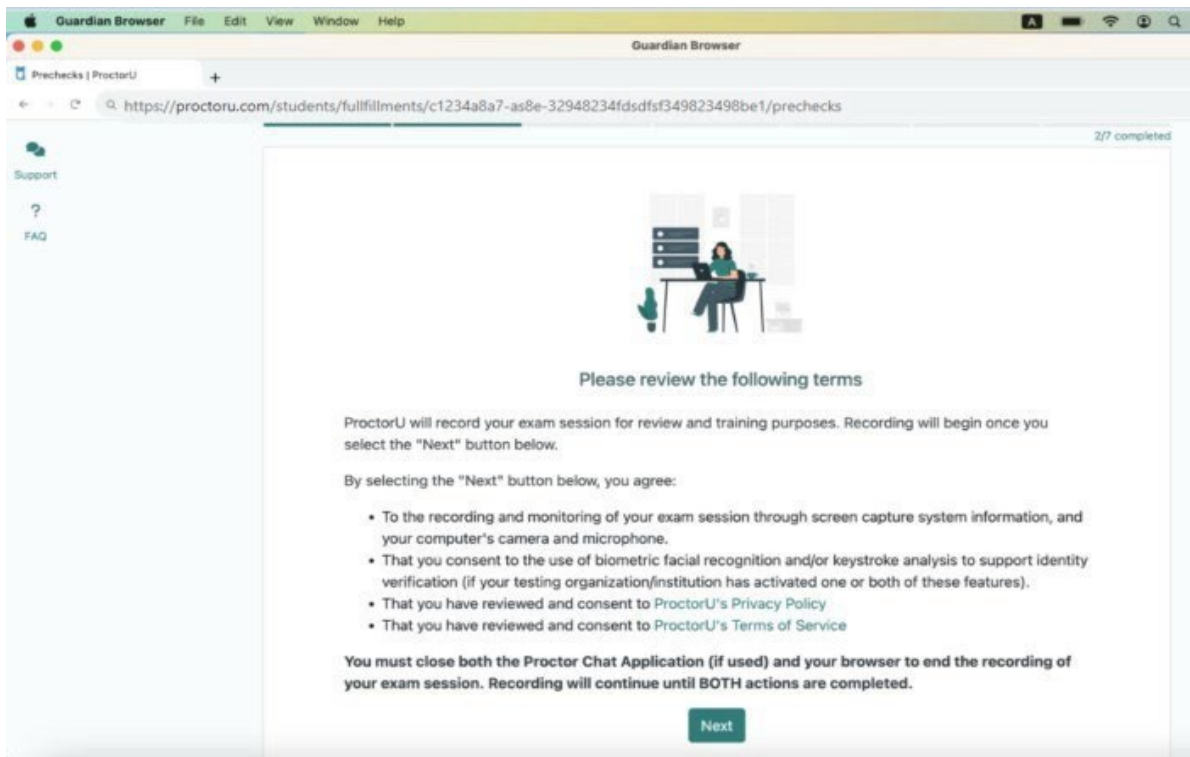 Guardian Browser File Edit View Window Help
A
Guardian Browser
Prechecks | ProctorU +
https://proctoru.com/students/fullfillments/c1234a8a7-as8e-32948234fdsdfsf349823498be1/prechecks
2/7 completed
Support
?
FAQ
Please review the following terms
ProctorU will record your exam session for review and training purposes. Recording will begin once you
select the "Next" button below.
By selecting the "Next" button below, you agree:
• To the recording and monitoring of your exam session through screen capture system information, and
your computer's camera and microphone.
• That you consent to the use of biometric facial recognition and/or keystroke analysis to support identity
verification (if your testing organization/institution has activated one or both of these features).
• That you have reviewed and consent to ProctorU's Privacy Policy
• That you have reviewed and consent to ProctorU's Terms of Service
You must close both the Proctor Chat Application (if used) and your browser to end the recording of
your exam session. Recording will continue until BOTH actions are completed.
Next